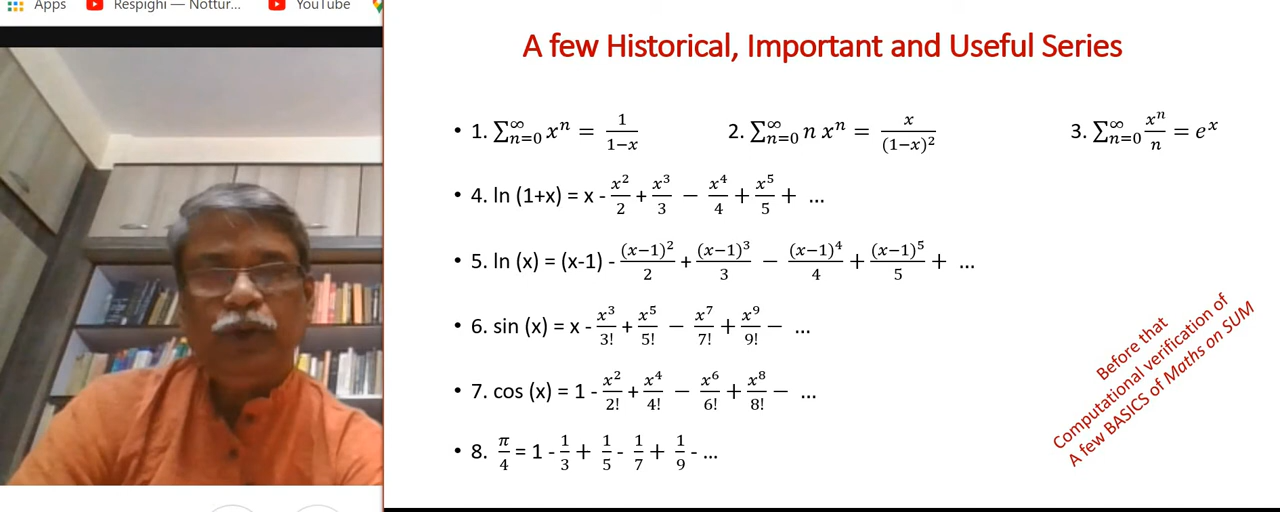 Apps Respighi — Nottur... YouTube
A few Historical, Important and Useful Series
• 1. ∑_{n=0}^{∞} x^n = 1/(1−x) 2. ∑_{n=0}^{∞} n x^n = x/(1−x)^2 3. ∑_{n=0}^{∞} x^n/n = e^x
• 4. ln (1+x) = x - x^2/2 + x^3/3 − x^4/4 + x^5/5 + ...
• 5. ln (x) = (x-1) - (x−1)^2/2 + (x−1)^3/3 − (x−1)^4/4 + (x−1)^5/5 + ...
• 6. sin (x) = x - x^3/3! + x^5/5! − x^7/7! + x^9/9! − ...
• 7. cos (x) = 1 - x^2/2! + x^4/4! − x^6/6! + x^8/8! − ...
• 8. π/4 = 1 - 1/3 + 1/5 - 1/7 + 1/9 - ...
Before that
Computational verification of
A few BASICS of Maths on SUM